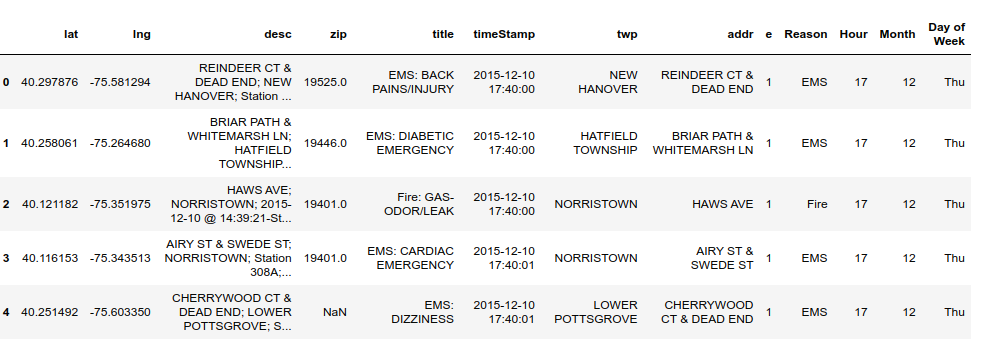 lat lng desc zip title timeStamp twp addr e Reason Hour Month Day of Week
0 40.297876 -75.581294 REINDEER CT & DEAD END; NEW HANOVER; Station ... 19525.0 EMS: BACK PAINS/INJURY 2015-12-10 17:40:00 NEW HANOVER REINDEER CT & DEAD END 1 EMS 17 12 Thu
1 40.258061 -75.264680 BRIAR PATH & WHITEMARSH LN; HATFIELD TOWNSHIP... 19446.0 EMS: DIABETIC EMERGENCY 2015-12-10 17:40:00 HATFIELD TOWNSHIP BRIAR PATH & WHITEMARSH LN 1 EMS 17 12 Thu
2 40.121182 -75.351975 HAWS AVE; NORRISTOWN; 2015-12-10 @ 14:39:21-St... 19401.0 Fire: GAS-ODOR/LEAK 2015-12-10 17:40:00 NORRISTOWN HAWS AVE 1 Fire 17 12 Thu
3 40.116153 -75.343513 AIRY ST & SWEDE ST; NORRISTOWN; Station 308A;... 19401.0 EMS: CARDIAC EMERGENCY 2015-12-10 17:40:01 NORRISTOWN AIRY ST & SWEDE ST 1 EMS 17 12 Thu
4 40.251492 -75.603350 CHERRYWOOD CT & DEAD END; LOWER POTTSGROVE; S... NaN EMS: DIZZINESS 2015-12-10 17:40:01 LOWER POTTSGROVE CHERRYWOOD CT & DEAD END 1 EMS 17 12 Thu